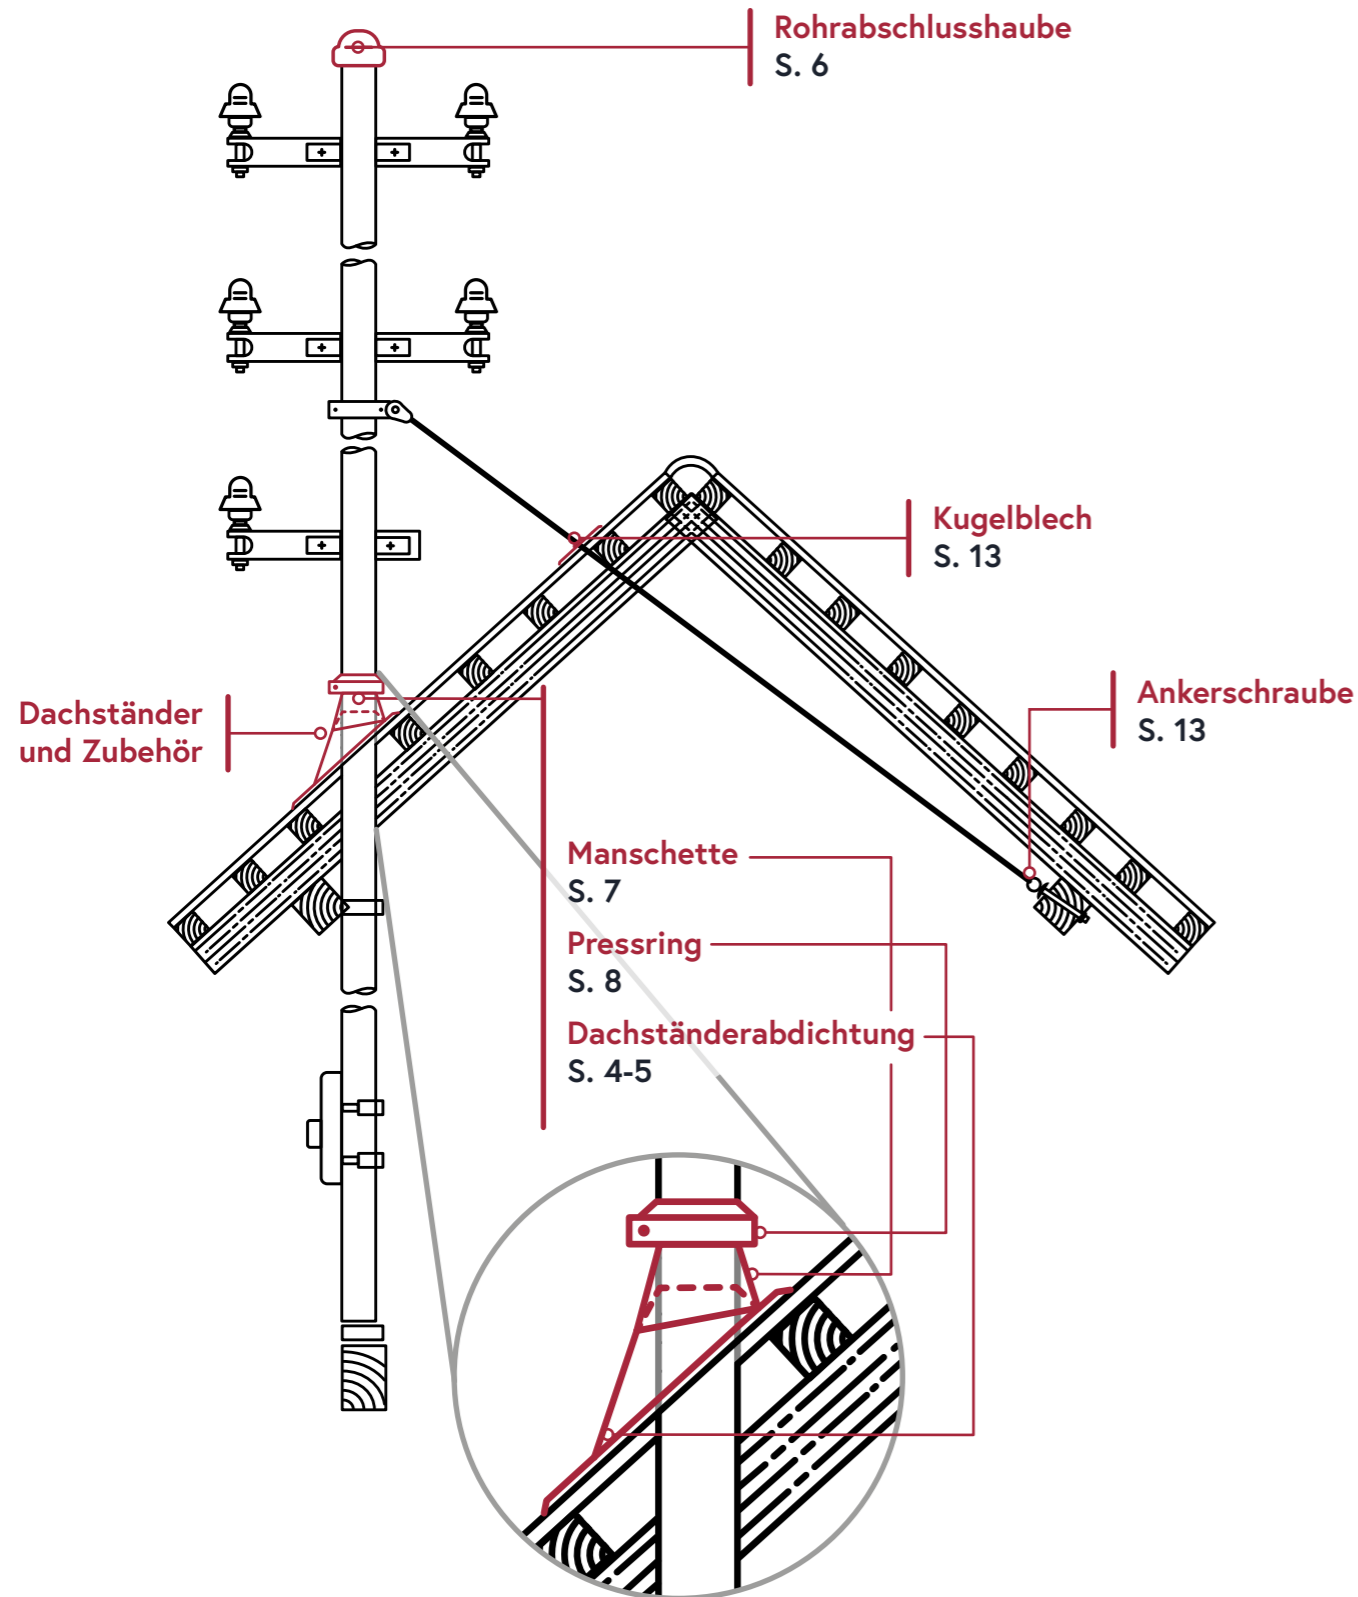 Rohrabschlusshaube
S. 6
Kugelblech
S. 13
Ankerschraube
S. 13
Dachständer
und Zubehör
Manschette
S. 7
Pressring
S. 8
Dachständerabdichtung
S. 4-5